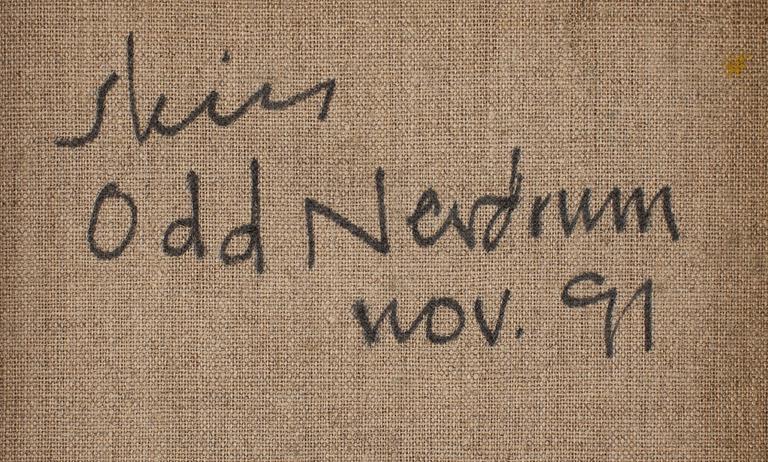 skiss
Odd Nerdrum
nov. 91